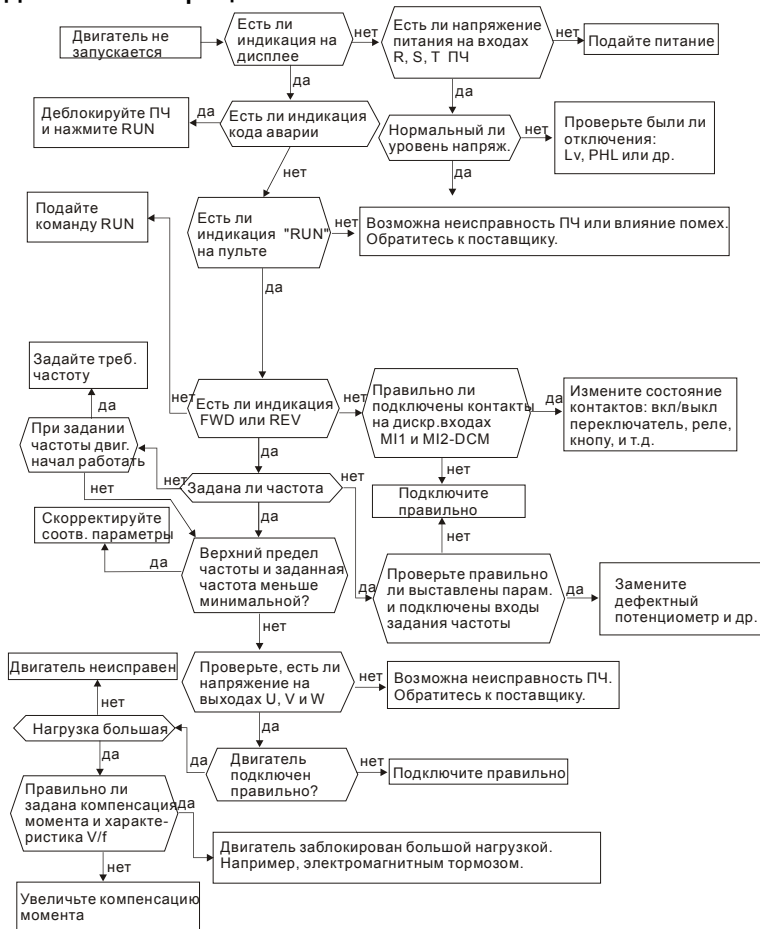 Двигатель не
запускается
Есть ли
индикация на
дисплее
нет
Есть ли напряжение
питания на входах
R, S, T ПЧ
нет
Подайте питание
да
да
Деблокируйте ПЧ
и нажмите RUN
да
Есть ли индикация
кода аварии
Нормальный ли
уровень напряж.
нет
Проверьте были ли
отключения:
Lv, PHL или др.
нет
да
Подайте
команду RUN
Есть ли
индикация "RUN"
на пульте
нет
Возможна неисправность ПЧ или влияние помех.
Обратитесь к поставщику.
да
Задайте треб.
частоту
да
При задании
частоты двиг.
начал работать
нет
Есть ли индикация
FWD или REV
нет
Правильно ли
подключены контакты
на дискр.входах
MI1 и MI2-DCM
да
Измените состояние
контактов: вкл/выкл
переключатель, реле,
кнопу, и т.д.
да
нет
нет
Задана ли частота
нет
нет
Подключите
правильно
да
нет
Скорректируйте
соотв. параметры
да
Верхний предел
частоты и заданная
частота меньше
минимальной?
да
Проверьте правильно
ли выставлены парам.
и подключены входы
задания частоты
да
Замените
дефектный
потенциометр и др.
нет
Двигатель неисправен
Проверьте, есть ли
напряжение на
выходах U, V и W
нет
Возможна неисправность ПЧ.
Обратитесь к поставщику.
нет
да
Нагрузка большая
да
да
Двигатель
подключен
правильно?
нет
Подключите правильно
Правильно ли
задана компенсация
момента и характе-
ристика V/f
да
Двигатель заблокирован большой нагрузкой.
Например, электромагнитным тормозом.
нет
Увеличьте компенсацию
момента